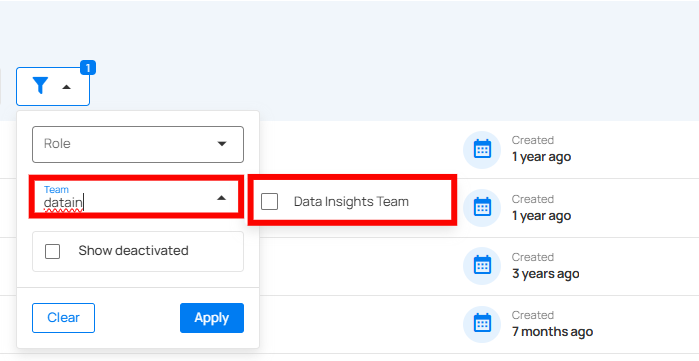 1
Role
Team
datain
Data Insights Team
Show deactivated
Clear
Apply
Created
1 year ago
Created
1 year ago
Created
3 years ago
Created
7 months ago